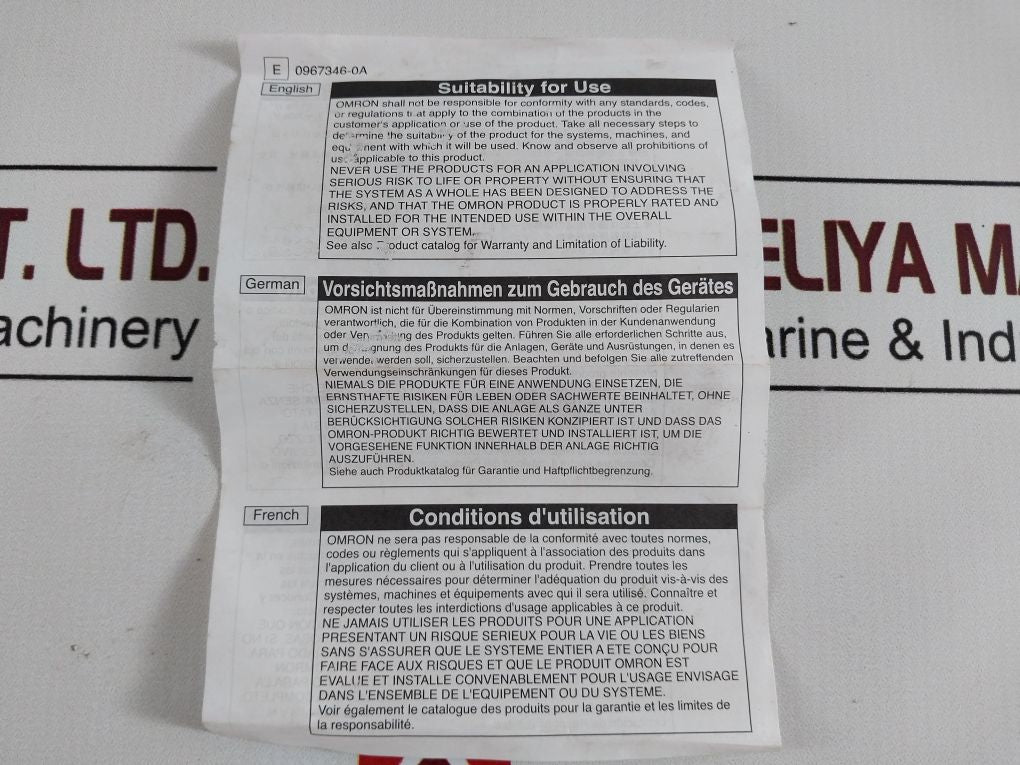 E 0967346-0A
English
Suitability for Use
OMRON shall not be responsible for conformity with any standards, codes,
or regulations that apply to the combination of the products in the
customer's application or use of the product. Take all necessary steps to
determine the suitability of the product for the systems, machines, and
equipment with which it will be used. Know and observe all prohibitions of
use applicable to this product.
NEVER USE THE PRODUCTS FOR AN APPLICATION INVOLVING
SERIOUS RISK TO LIFE OR PROPERTY WITHOUT ENSURING THAT
THE SYSTEM AS A WHOLE HAS BEEN DESIGNED TO ADDRESS THE
RISKS, AND THAT THE OMRON PRODUCT IS PROPERLY RATED AND
INSTALLED FOR THE INTENDED USE WITHIN THE OVERALL
EQUIPMENT OR SYSTEM.
See also Product catalog for Warranty and Limitation of Liability.
T. LTD.
achinery
ELIYA MA
arine & Ind
German
Vorsichtsmaßnahmen zum Gebrauch des Gerätes
OMRON ist nicht für Übereinstimmung mit Normen, Vorschriften oder Regularien
verantwortlich, die für die Kombination von Produkten in der Kundenanwendung
oder Verwendung des Produkts gelten. Führen Sie alle erforderlichen Schritte aus,
um die Eignung des Produkts für die Anlagen, Geräte und Ausrüstungen, in denen es
verwendet werden soll, sicherzustellen. Beachten und befolgen Sie alle zutreffenden
Verwendungseinschränkungen für dieses Produkt.
NIEMALS DIE PRODUKTE FÜR EINE ANWENDUNG EINSETZEN, DIE
ERNSTHAFTE RISIKEN FÜR LEBEN ODER SACHWERTE BEINHALTET, OHNE
SICHERZUSTELLEN, DASS DIE ANLAGE ALS GANZE UNTER
BERÜCKSICHTIGUNG SOLCHER RISIKEN KONZIPIERT IST UND DASS DAS
OMRON-PRODUKT RICHTIG BEWERTET UND INSTALLIERT IST, UM DIE
VORGESEHENE FUNKTION INNERHALB DER ANLAGE RICHTIG
AUSZUFÜHREN.
Siehe auch Produktkatalog für Garantie und Haftpflichtbegrenzung.
French
Conditions d'utilisation
OMRON ne sera pas responsable de la conformité avec toutes normes,
codes ou règlements qui s'appliquent à l'association des produits dans
l'application du client ou à l'utilisation du produit. Prendre toutes les
mesures nécessaires pour déterminer l'adéquation du produit vis-à-vis des
systèmes, machines et équipements avec qui il sera utilisé. Connaître et
respecter toutes les interdictions d'usage applicables à ce produit.
NE JAMAIS UTILISER LES PRODUITS POUR UNE APPLICATION
PRESENTANT UN RISQUE SERIEUX POUR LA VIE OU LES BIENS
SANS S'ASSURER QUE LE SYSTEME ENTIER A ETE CONÇU POUR
FAIRE FACE AUX RISQUES ET QUE LE PRODUIT OMRON EST
EVALUE ET INSTALLE CONVENABLEMENT POUR L'USAGE ENVISAGE
DANS L'ENSEMBLE DE L'EQUIPEMENT OU DU SYSTEME.
Voir également le catalogue des produits pour la garantie et les limites de
la responsabilité.